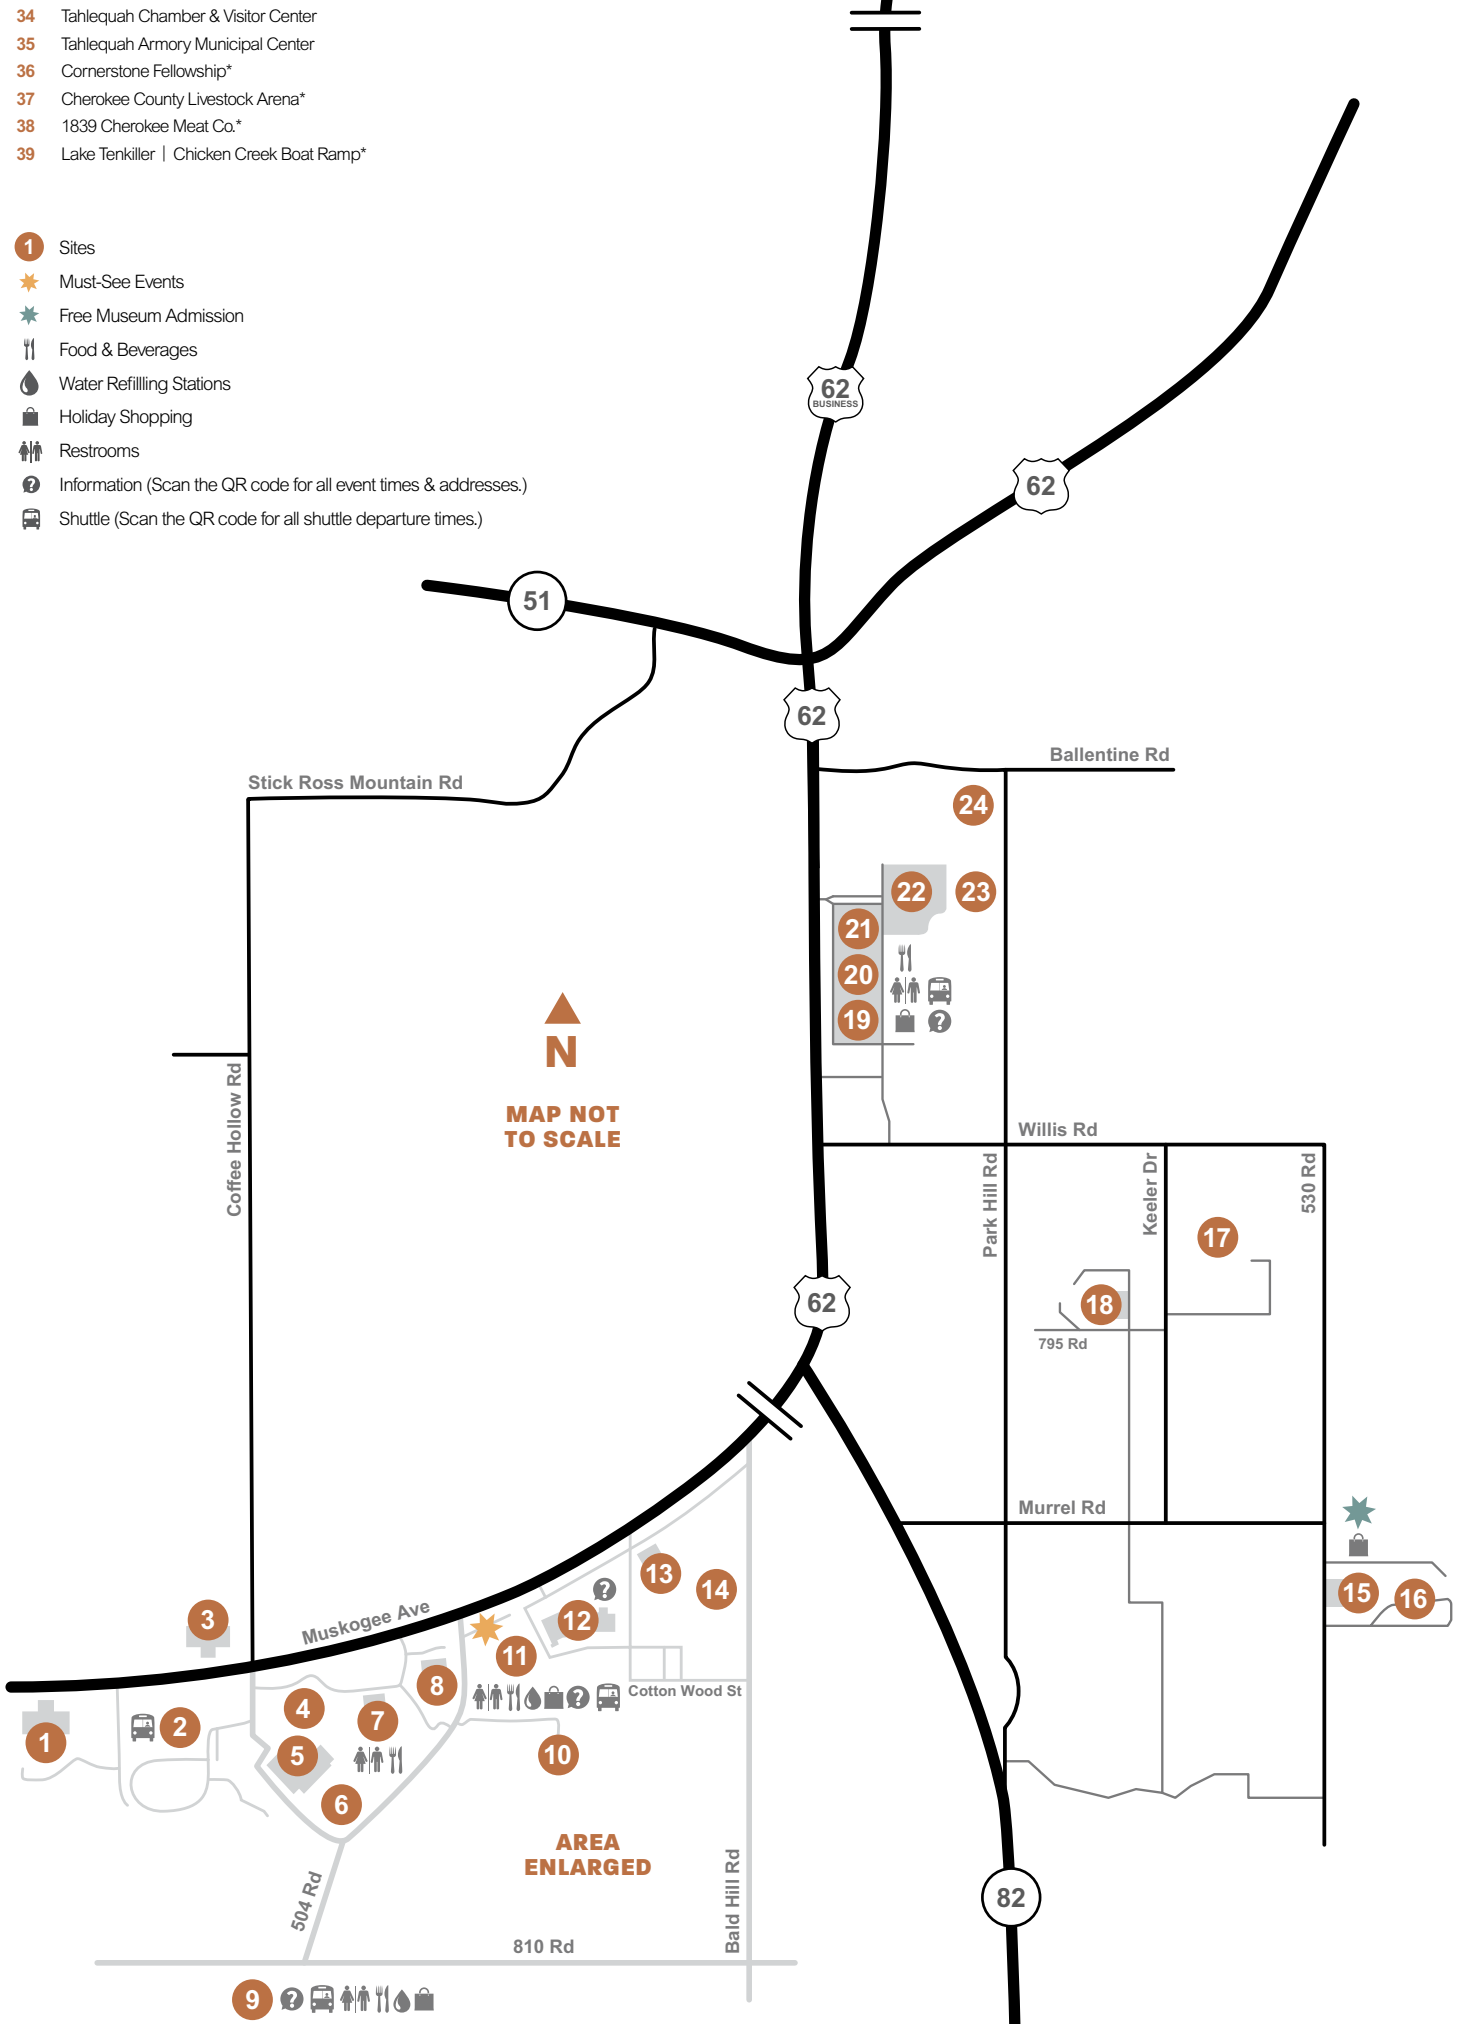 34 Tahlequah Chamber & Visitor Center
35 Tahlequah Armory Municipal Center
36 Cornerstone Fellowship*
37 Cherokee County Livestock Arena*
38 1839 Cherokee Meat Co.*
39 Lake Tenkiller | Chicken Creek Boat Ramp*
1 Sites
Must-See Events
Free Museum Admission
Food & Beverages
Water Refillling Stations
Holiday Shopping
Restrooms
? Information (Scan the QR code for all event times & addresses.)
Shuttle (Scan the QR code for all shuttle departure times.)
62
BUSINESS
62
51
62
Ballentine Rd
Stick Ross Mountain Rd
24
22
23
21
20
19
?
N
MAP NOT
TO SCALE
Coffee Hollow Rd
Willis Rd
Park Hill Rd
Keeler Dr
530 Rd
17
18
795 Rd
62
Murrel Rd
15
16
13
14
?
12
3
Muskogee Ave
11
8
?
Cotton Wood St
4
7
2
1
5
10
6
AREA
ENLARGED
504 Rd
Bald Hill Rd
82
810 Rd
9
?